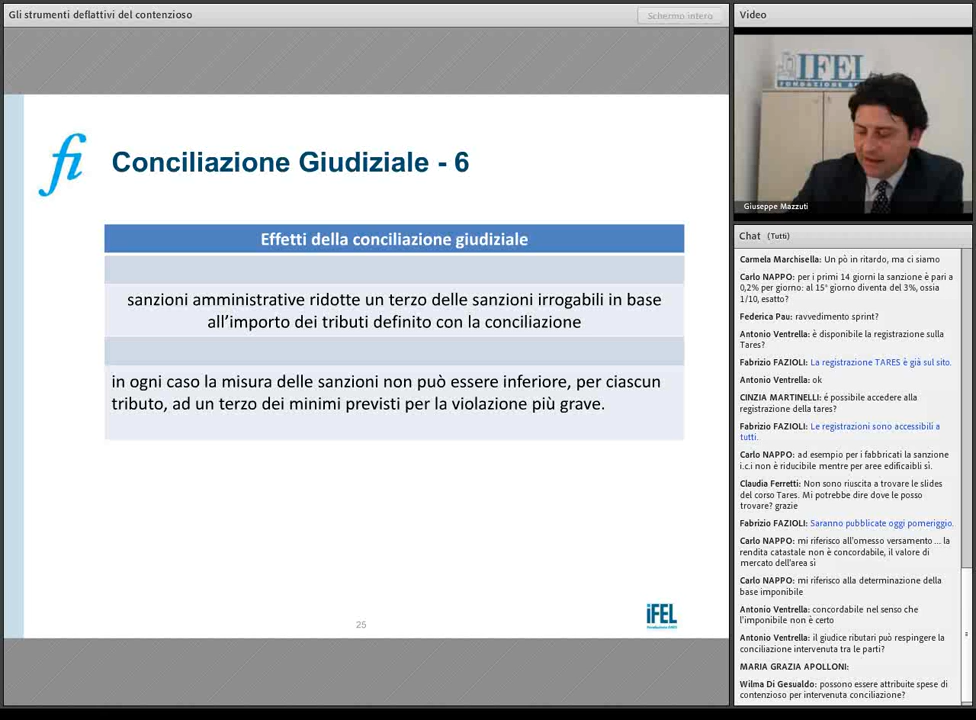 Gli strumenti deflattivi del contenzioso
Schermo intero
fi
Conciliazione Giudiziale - 6
Effetti della conciliazione giudiziale
sanzioni amministrative ridotte un terzo delle sanzioni irrogabili in base
all'importo dei tributi definito con la conciliazione
in ogni caso la misura delle sanzioni non può essere inferiore, per ciascun
tributo, ad un terzo dei minimi previsti per la violazione più grave.
25
iFEL
Video
IFEL
FONDAZIONE
Giuseppe Mazzuti
Chat (Tutti)
Carmela Marchisella: Un pò in ritardo, ma ci siamo
Carlo NAPPO: per i primi 14 giorni la sanzione è pari a
0,2% per giorno: al 15° giorno diventa del 3%, ossia
1/10, esatto?
Federica Pau: ravvedimento sprint?
Antonio Ventrella: è disponibile la registrazione sulla
Tares?
Fabrizio FAZIOLI: La registrazione TARES è già sul sito.
Antonio Ventrella: ok
CINZIA MARTINELLI: é possibile accedere alla
registrazione della tares?
Fabrizio FAZIOLI: Le registrazioni sono accessibili a
tutti.
Carlo NAPPO: ad esempio per i fabbricati la sanzione
i.c.i non è riducibile mentre per aree edificaibli sì.
Claudia Ferretti: Non sono riuscita a trovare le slides
del corso Tares. Mi potrebbe dire dove le posso
trovare? grazie
Fabrizio FAZIOLI: Saranno pubblicate oggi pomeriggio.
Carlo NAPPO: mi riferisco all'omesso versamento ... la
rendita catastale non è concordabile, il valore di
mercato dell'area sì
Carlo NAPPO: mi riferisco alla determinazione della
base imponibile
Antonio Ventrella: concordabile nel senso che
l'imponibile non è certo
Antonio Ventrella: il giudice ributari può respingere la
conciliazione intervenuta tra le parti?
MARIA GRAZIA APOLLONI:
Wilma Di Gesualdo: possono essere attribuite spese di
contenzioso per intervenuta conciliazione?